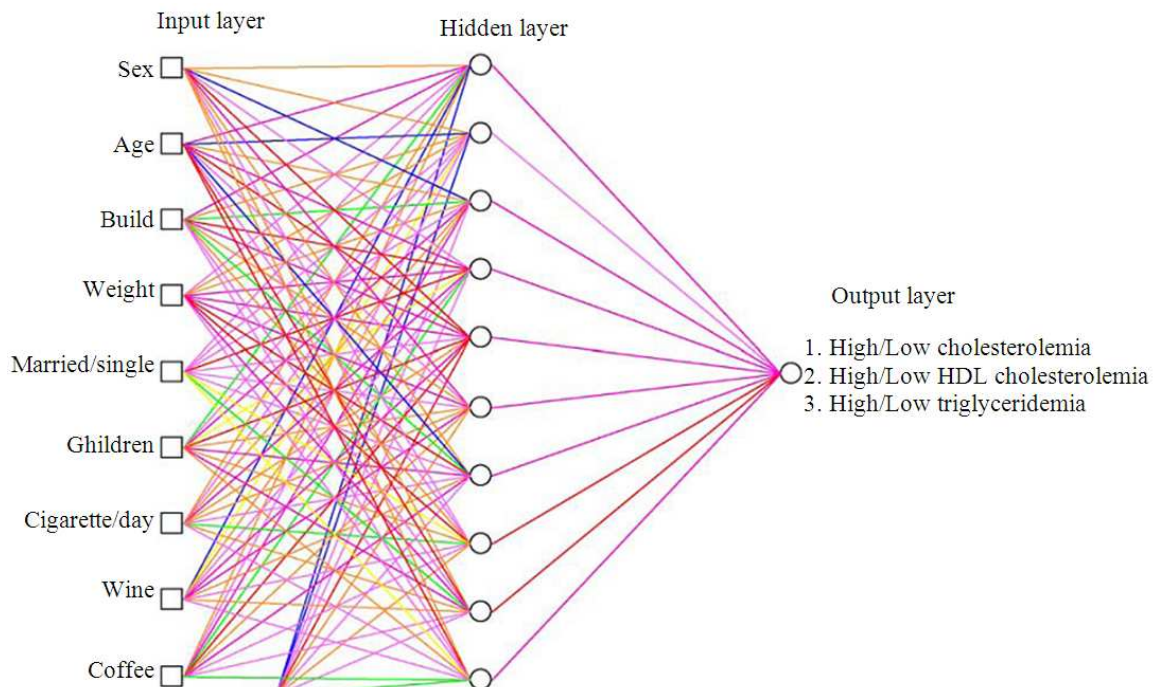 Input layer
Hidden layer
Sex
Age
Build
Weight
Married/single
Ghildren
Cigarette/day
Wine
Coffee
Output layer
1. High/Low cholesterolemia
2. High/Low HDL cholesterolemia
3. High/Low triglyceridemia